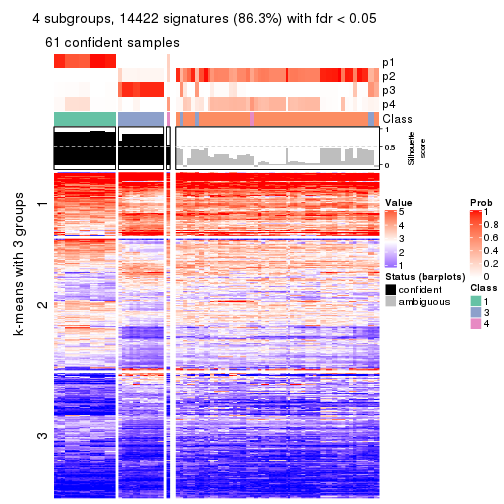 4 subgroups, 14422 signatures (86.3%) with fdr < 0.05
61 confident samples
p1
p2
p3
p4
Class
1
0.5
0
Silhouette
score
k-means with 3 groups
1
2
3
Value
5
4
3
2
1
Status (barplots)
confident
ambiguous
Prob
1
0.8
0.6
0.4
0.2
0
Class
1
3
4